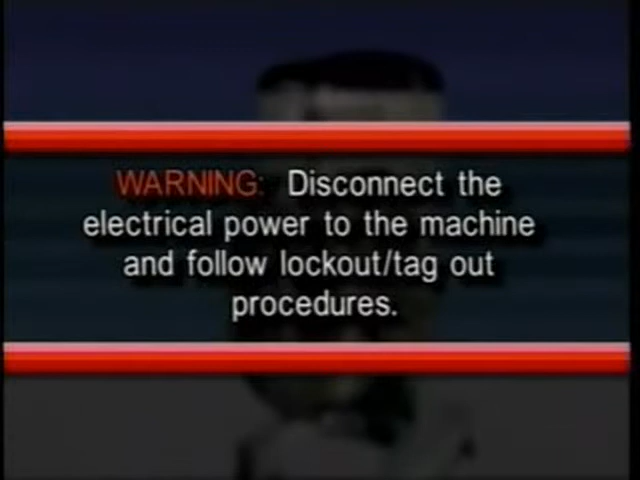 WARNING: Disconnect the
electrical power to the machine
and follow lockout/tag out
procedures.